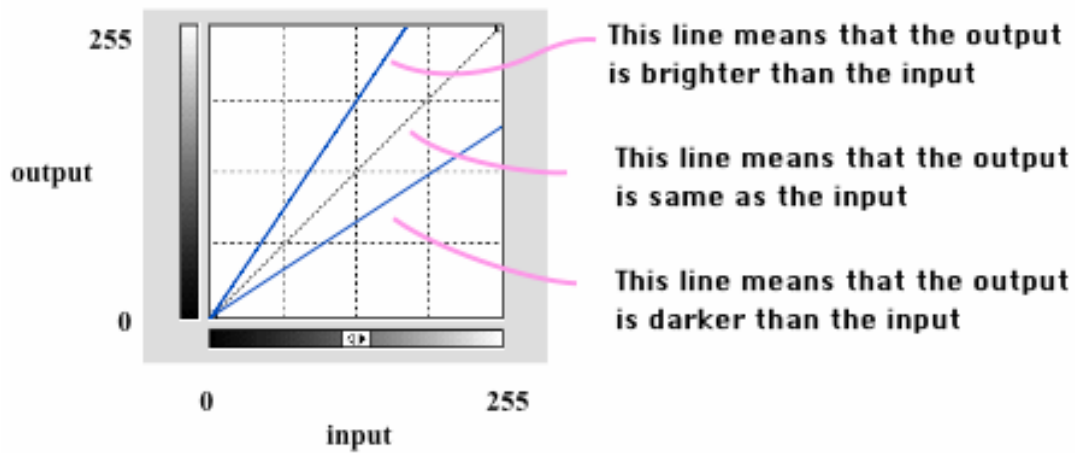 255
This line means that the output
is brighter than the input
output
This line means that the output
is same as the input
This line means that the output
is darker than the input
0
0
255
input